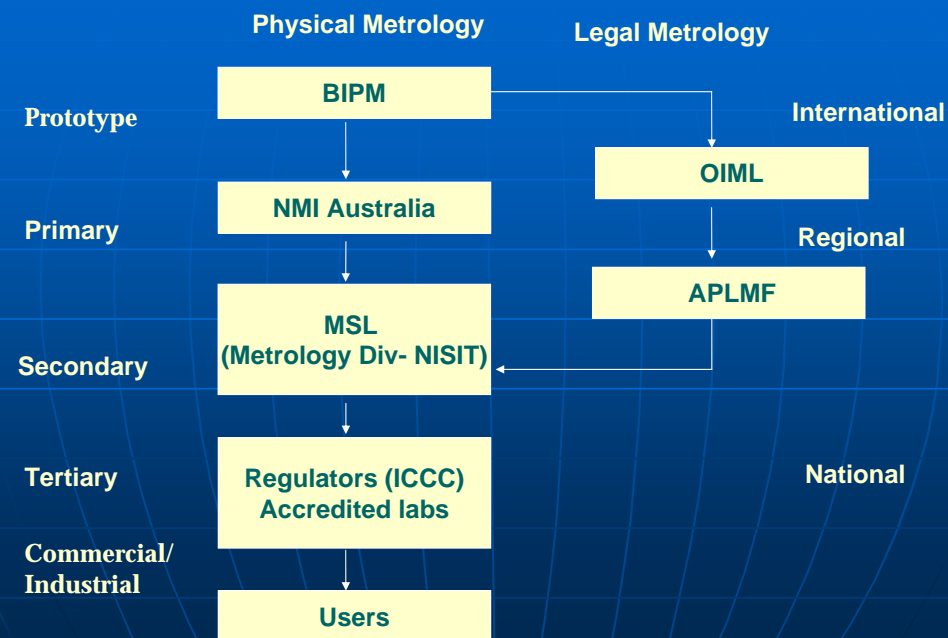 Physical Metrology
Legal Metrology
BIPM
Prototype
International
OIML
NMI Australia
Primary
Regional
APLMF
MSL
(Metrology Div- NISIT)
Secondary
Tertiary
Regulators (ICCC)
Accredited labs
National
Commercial/
Industrial
Users